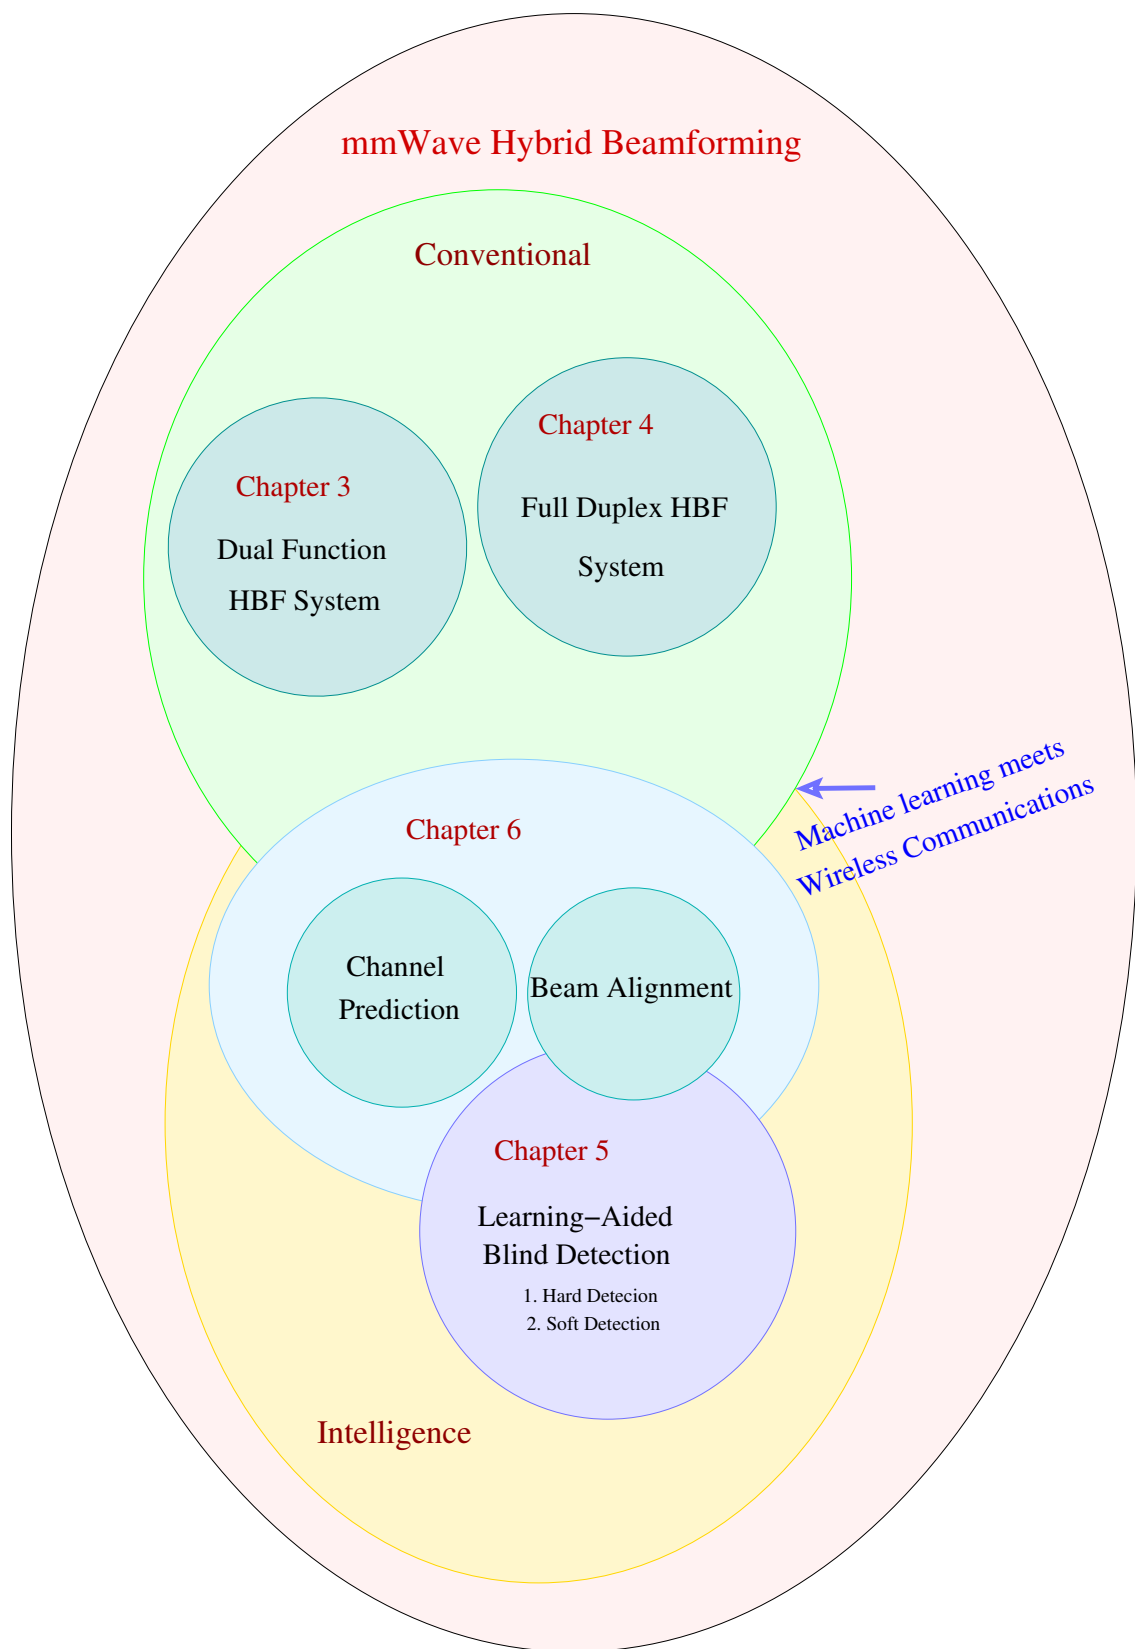 mmWave Hybrid Beamforming
Conventional
Chapter 3
Dual Function
HBF System
Chapter 4
Full Duplex HBF
System
Machine learning meets
Wireless Communications
Chapter 6
Channel
Prediction
Beam Alignment
Chapter 5
Learning−Aided
Blind Detection
1. Hard Detecion
2. Soft Detection
Intelligence